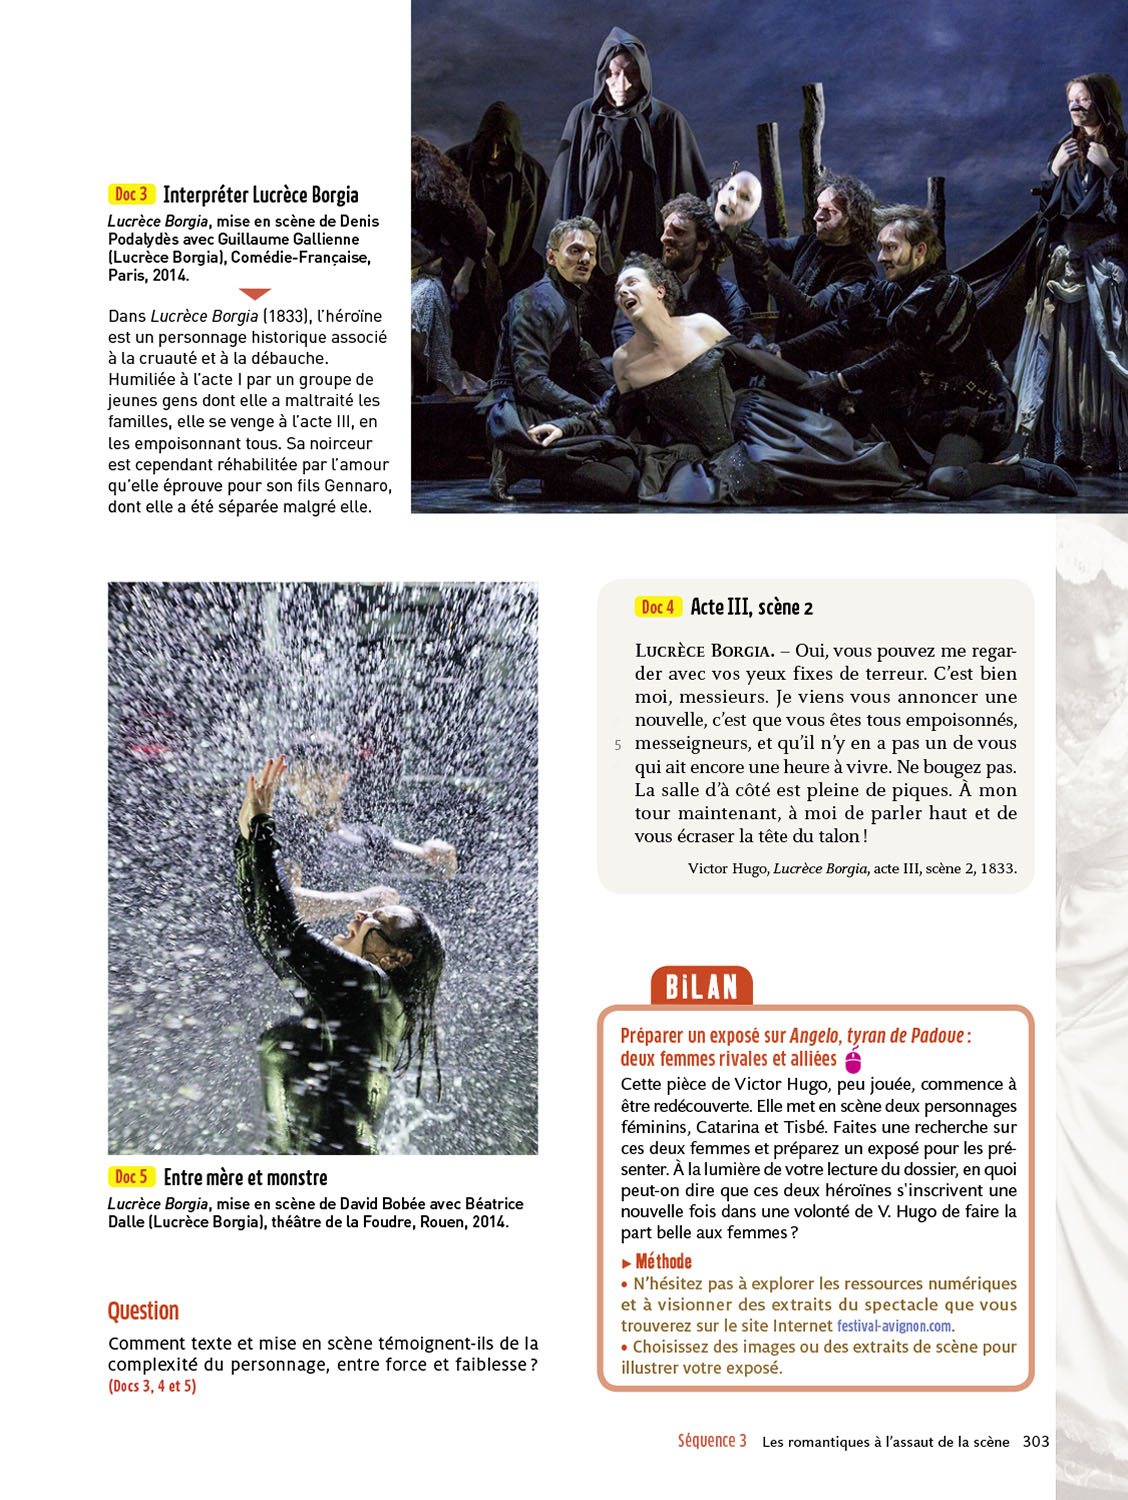 Doc 3 Interpréter Lucrèce Borgia
Lucrèce Borgia, mise en scène de Denis
Podalydès avec Guillaume Gallienne
(Lucrèce Borgia), Comédie-Française,
Paris, 2014.
Dans Lucrèce Borgia (1833), l’héroïne
est un personnage historique associé
à la cruauté et à la débauche.
Humiliée à l’acte I par un groupe de
jeunes gens dont elle a maltraité les
familles, elle se venge à l’acte III, en
les empoisonnant tous. Sa noirceur
est cependant réhabilitée par l’amour
qu’elle éprouve pour son fils Gennaro,
dont elle a été séparée malgré elle.
Doc 4 Acte III, scène 2
LUCRÈCE BORGIA. – Oui, vous pouvez me regar-
der avec vos yeux fixes de terreur. C’est bien
moi, messieurs. Je viens vous annoncer une
nouvelle, c’est que vous êtes tous empoisonnés,
5 messeigneurs, et qu’il n’y en a pas un de vous
qui ait encore une heure à vivre. Ne bougez pas.
La salle d’à côté est pleine de piques. À mon
tour maintenant, à moi de parler haut et de
vous écraser la tête du talon !
Victor Hugo, Lucrèce Borgia, acte III, scène 2, 1833.
Doc 5 Entre mère et monstre
Lucrèce Borgia, mise en scène de David Bobée avec Béatrice
Dalle (Lucrèce Borgia), théâtre de la Foudre, Rouen, 2014.
Question
Comment texte et mise en scène témoignent-ils de la
complexité du personnage, entre force et faiblesse ?
(Docs 3, 4 et 5)
BiLAN
Préparer un exposé sur Angelo, tyran de Padoue :
deux femmes rivales et alliées
Cette pièce de Victor Hugo, peu jouée, commence à
être redécouverte. Elle met en scène deux personnages
féminins, Catarina et Tisbé. Faites une recherche sur
ces deux femmes et préparez un exposé pour les pré-
senter. À la lumière de votre lecture du dossier, en quoi
peut-on dire que ces deux héroïnes s'inscrivent une
nouvelle fois dans une volonté de V. Hugo de faire la
part belle aux femmes ?
► Méthode
• N’hésitez pas à explorer les ressources numériques
et à visionner des extraits du spectacle que vous
trouverez sur le site Internet festival-avignon.com.
• Choisissez des images ou des extraits de scène pour
illustrer votre exposé.
Séquence 3 Les romantiques à l’assaut de la scène 303